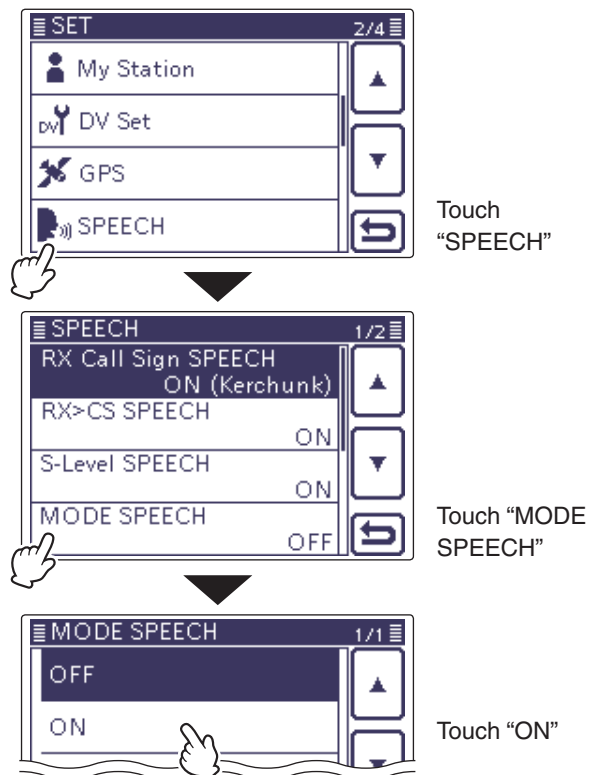 SET 2/4
My Station
DV DV Set
GPS
SPEECH
Touch
“SPEECH”
SPEECH 1/2
RX Call Sign SPEECH
ON (Kerchunk)
RX>CS SPEECH
ON
S-Level SPEECH
ON
MODE SPEECH
OFF
Touch “MODE
SPEECH”
MODE SPEECH 1/1
OFF
ON
Touch “ON”